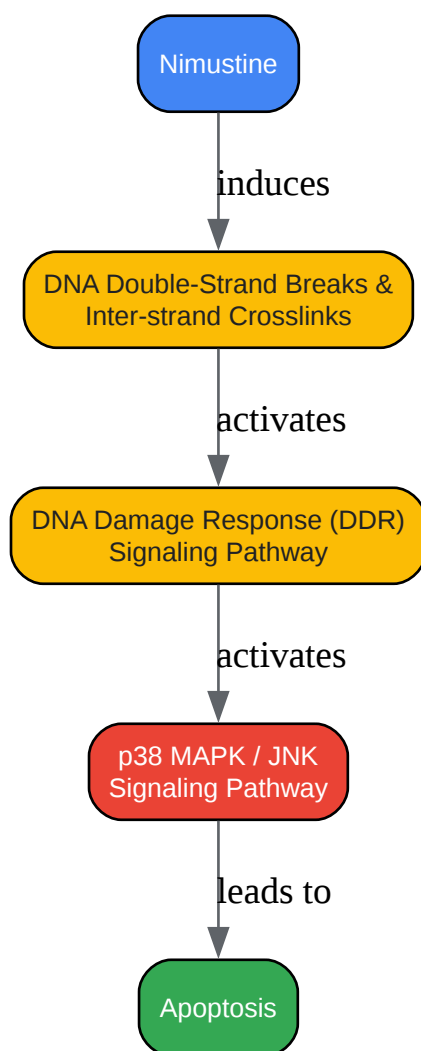 Nimustine
induces
DNA Double-Strand Breaks &
Inter-strand Crosslinks
activates
DNA Damage Response (DDR)
Signaling Pathway
activates
p38 MAPK / JNK
Signaling Pathway
leads to
Apoptosis